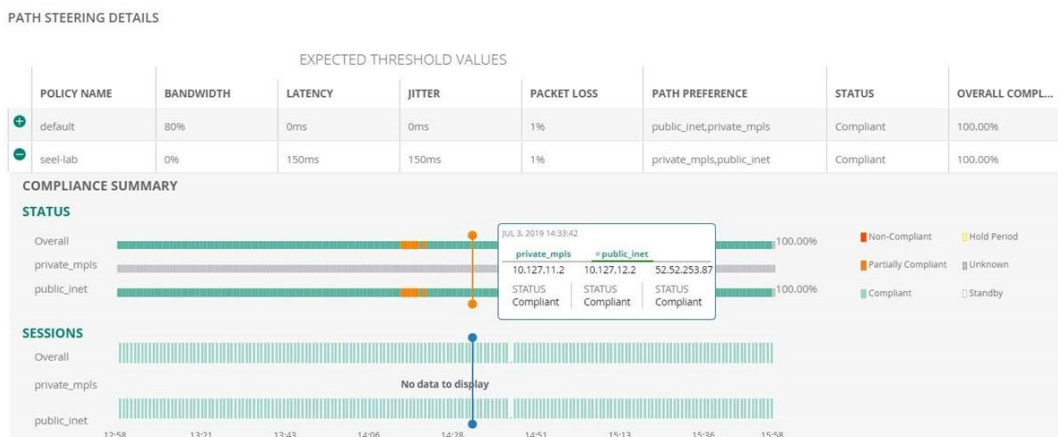 PATH STEERING DETAILS
EXPECTED THRESHOLD VALUES
POLICY NAME BANDWIDTH LATENCY JITTER PACKET LOSS PATH PREFERENCE STATUS OVERALL COMPL...
default 80% 0ms 0ms 1% public_inet,private_mpls Compliant 100.00%
seel-lab 0% 150ms 150ms 1% private_mpls,public_inet Compliant 100.00%
COMPLIANCE SUMMARY
STATUS
Overall 100.00%
private_mpls
public_inet 100.00%
JUL 3, 2019 14:33:42
private_mpls public_inet
10.127.11.2 10.127.12.2 52.52.253.87
STATUS STATUS STATUS
Compliant Compliant Compliant
Non-Compliant Hold Period
Partially Compliant Unknown
Compliant Standby
SESSIONS
Overall
private_mpls No data to display
public_inet
12:58 13:21 13:43 14:06 14:28 14:51 15:13 15:36 15:58